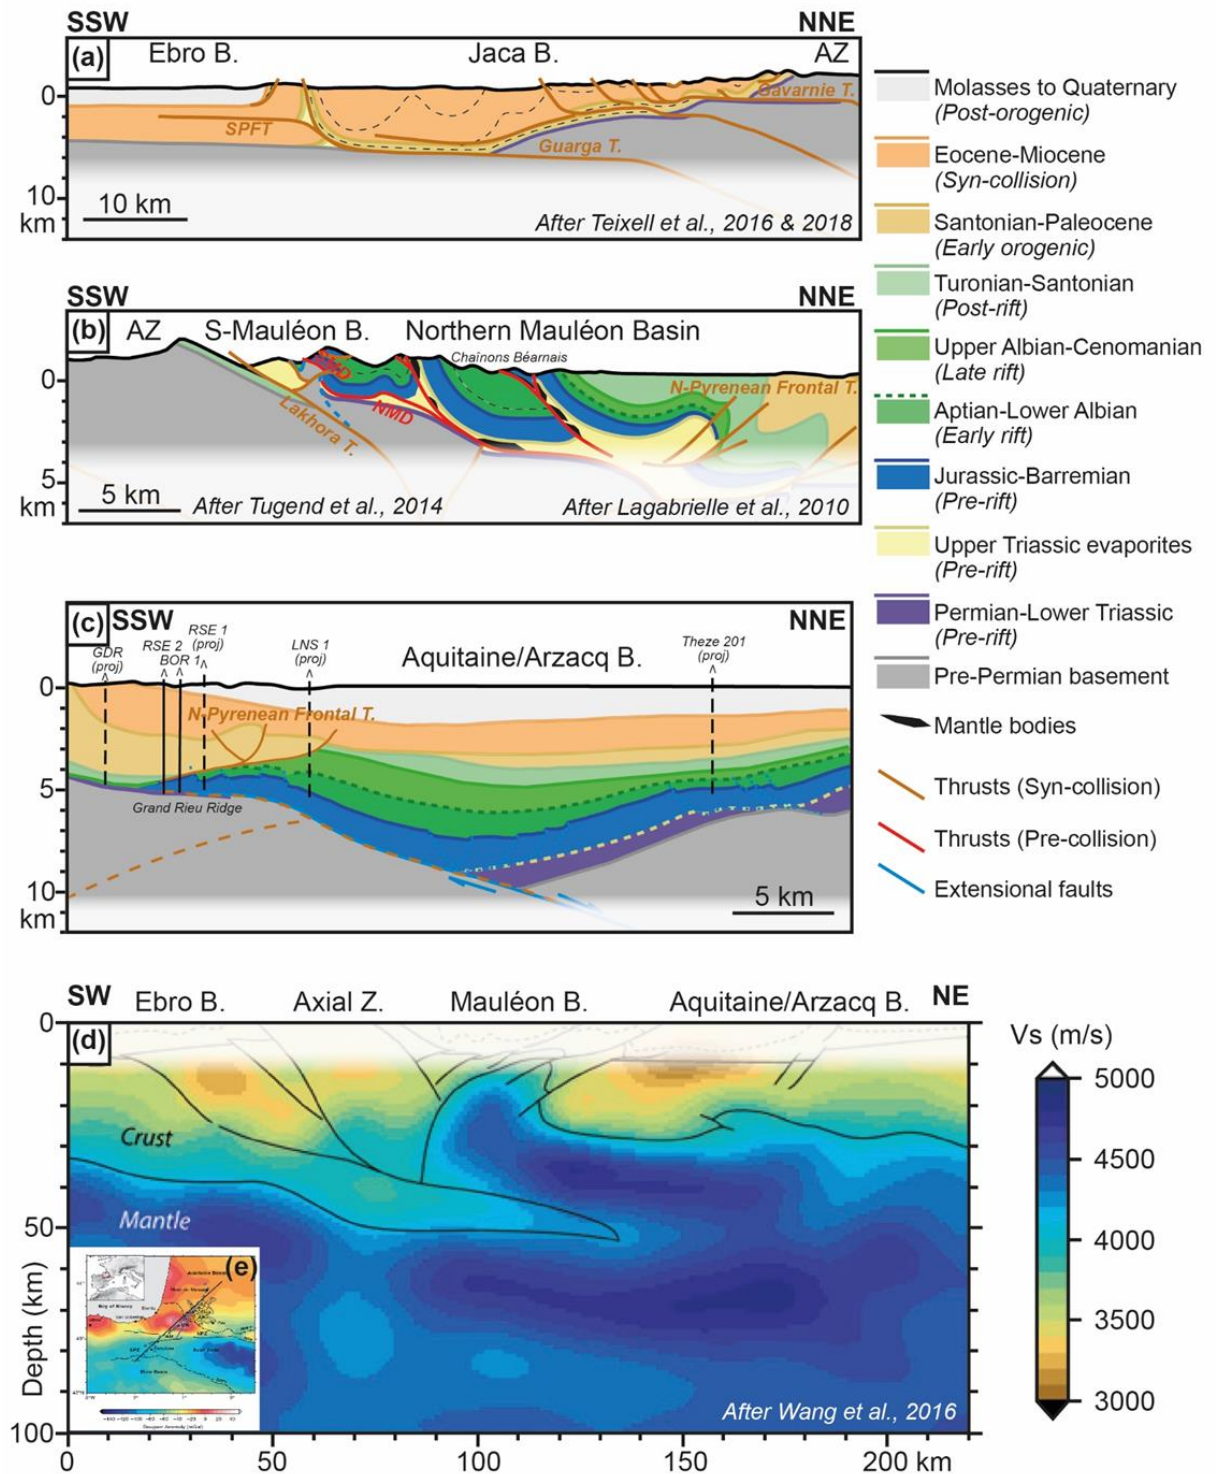 SSW NNE
(a) Ebro B. Jaca B. AZ
0
Gavarnie T.
SPFT
Guarga T.
10
km
10 km
After Teixell et al., 2016 & 2018
SSW NNE
(b) AZ S-Mauléon B. Northern Mauléon Basin
Chaînons Béarnais
0
N-Pyrenean Frontal T.
Lakhora T.
NMD
5
km
5 km
After Tugend et al., 2014
After Lagabrielle et al., 2010
(c) SSW NNE
GDR
(proj)
RSE 2
BOR 1
RSE 1
(proj)
LNS 1
(proj)
Aquitaine/Arzacq B.
Theze 201
(proj)
0
N-Pyrenean Frontal T.
5
Grand Rieu Ridge
10
km
5 km
Molasses to Quaternary
(Post-orogenic)
Eocene-Miocene
(Syn-collision)
Santonian-Paleocene
(Early orogenic)
Turonian-Santonian
(Post-rift)
Upper Albian-Cenomanian
(Late rift)
Aptian-Lower Albian
(Early rift)
Jurassic-Barremian
(Pre-rift)
Upper Triassic evaporites
(Pre-rift)
Permian-Lower Triassic
(Pre-rift)
Pre-Permian basement
Mantle bodies
Thrusts (Syn-collision)
Thrusts (Pre-collision)
Extensional faults
SW Ebro B. Axial Z. Mauléon B. Aquitaine/Arzacq B. NE
(d)
0
Crust
50
Mantle
(e)
Depth (km)
100
After Wang et al., 2016
0 50 100 150 200 km
Vs (m/s)
5000
4500
4000
3500
3000